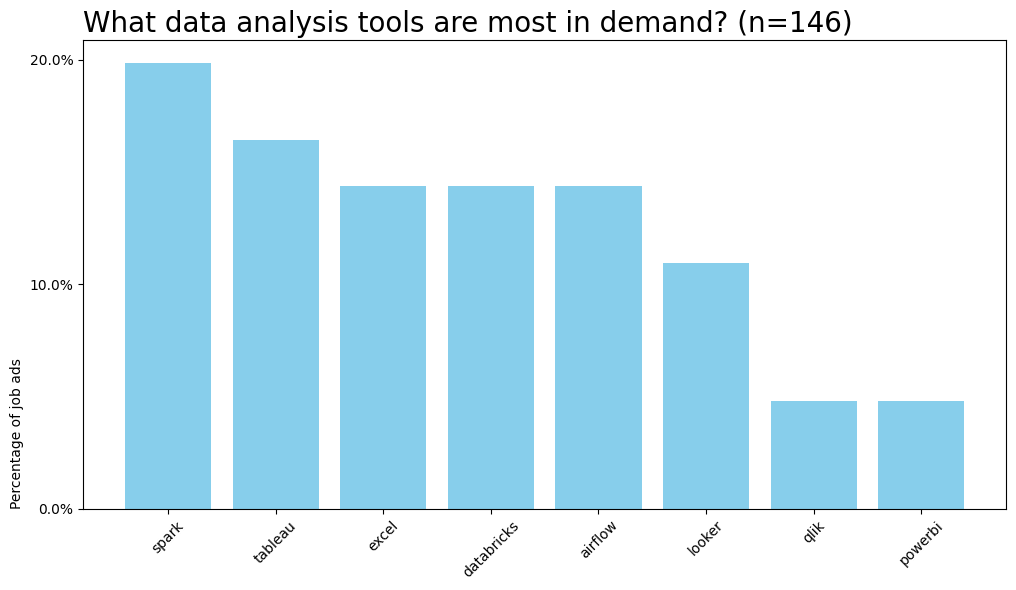 What data analysis tools are most in demand? (n=146)
20.0%
10.0%
0.0%
Percentage of job ads
spark
tableau
excel
databricks
airflow
looker
qlik
powerbi